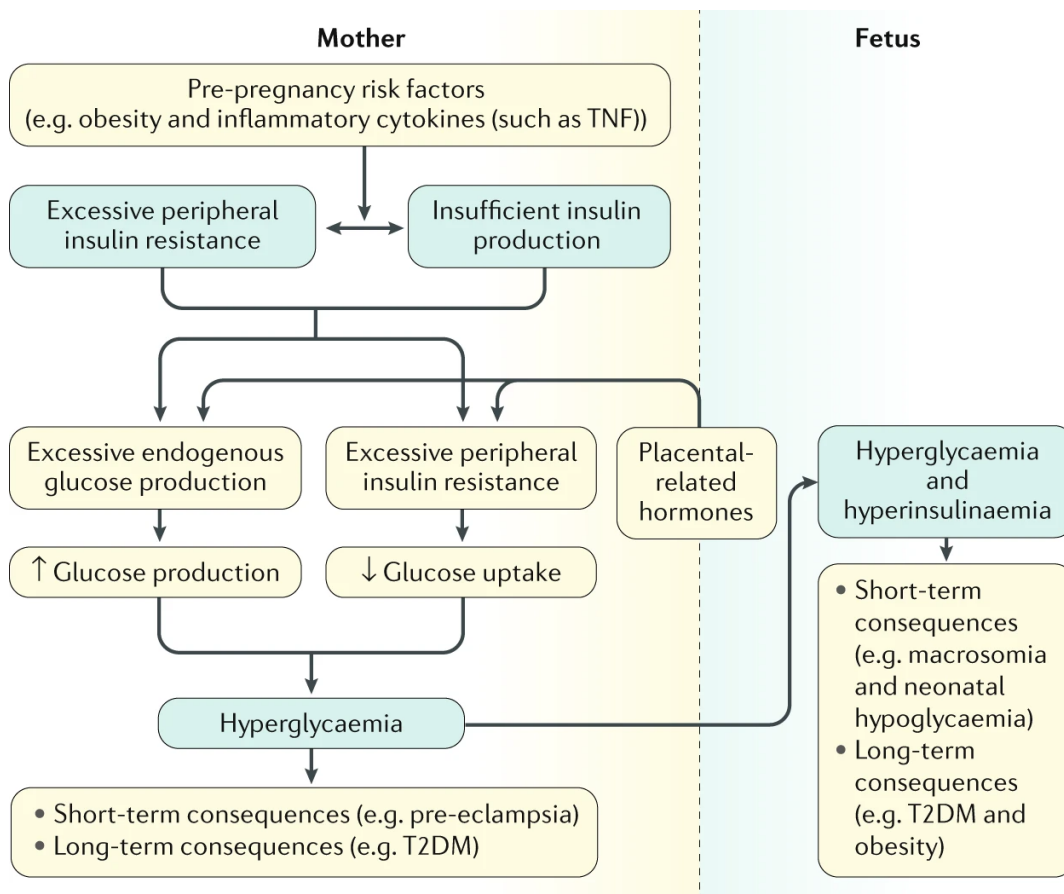 Mother
Fetus
Pre-pregnancy risk factors
(e.g. obesity and inflammatory cytokines (such as TNF))
Excessive peripheral
insulin resistance
Insufficient insulin
production
Excessive endogenous
glucose production
Excessive peripheral
insulin resistance
Placental-
related
hormones
Hyperglycaemia
and
hyperinsulinaemia
↑ Glucose production
↓ Glucose uptake
Hyperglycaemia
• Short-term consequences (e.g. pre-eclampsia)
• Long-term consequences (e.g. T2DM)
• Short-term
consequences
(e.g. macrosomia
and neonatal
hypoglycaemia)
• Long-term
consequences
(e.g. T2DM and
obesity)